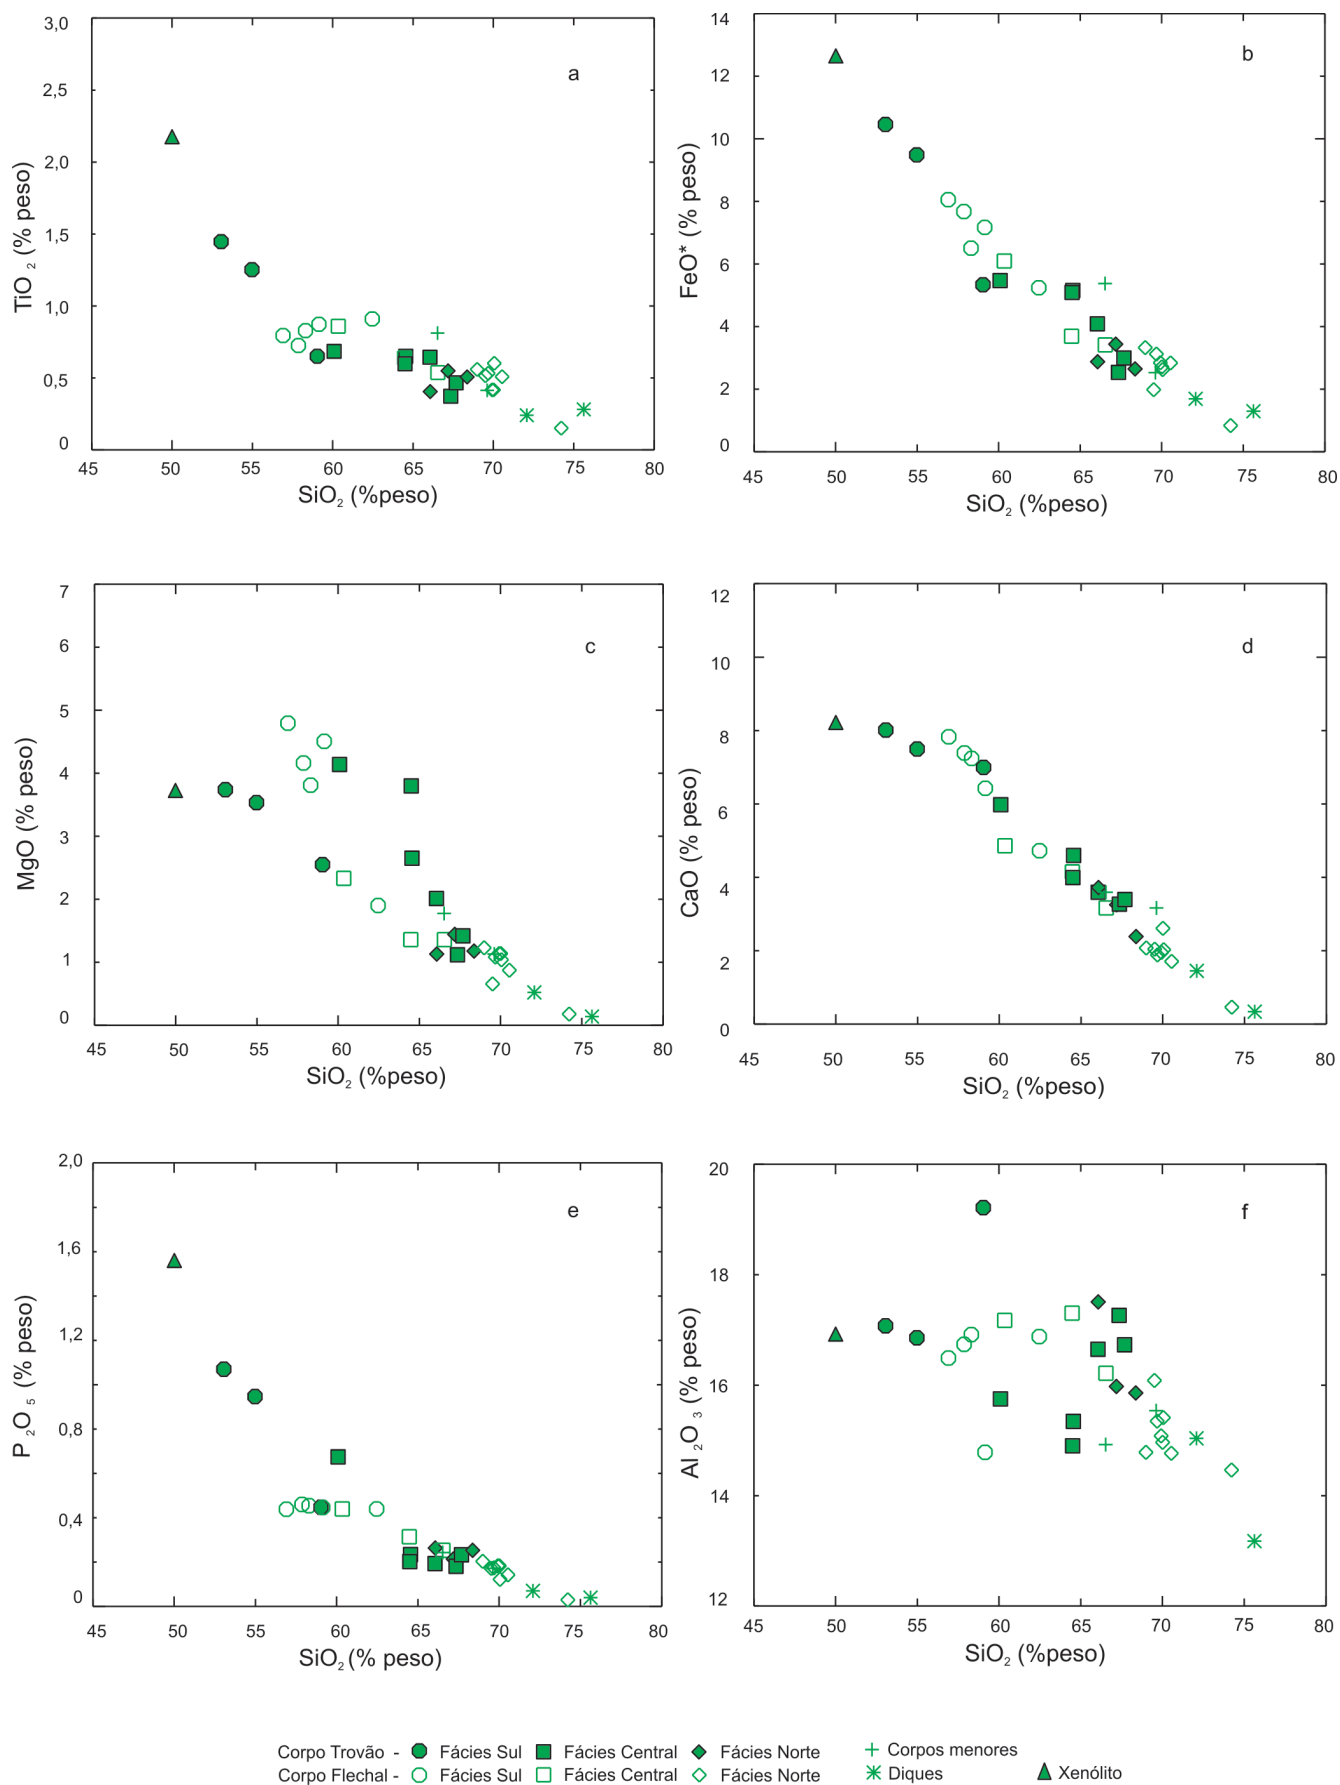 3,0
2,5
2,0
1,5
1,0
0,5
0
TiO₂ (% peso)
a
45 50 55 60 65 70 75 80
SiO₂ (%peso)
14
12
10
8
6
4
2
0
FeO* (% peso)
b
45 50 55 60 65 70 75 80
SiO₂ (%peso)
7
6
5
4
3
2
1
0
MgO (% peso)
c
45 50 55 60 65 70 75 80
SiO₂ (%peso)
12
10
8
6
4
2
0
CaO (% peso)
d
45 50 55 60 65 70 75 80
SiO₂ (%peso)
2,0
1,6
1,2
0,8
0,4
0
P₂O₅ (% peso)
e
45 50 55 60 65 70 75 80
SiO₂ (% peso)
20
18
16
14
12
Al₂O₃ (% peso)
f
45 50 55 60 65 70 75 80
SiO₂ (%peso)
Corpo Trovão - Fácies Sul Fácies Central Fácies Norte Corpos menores
Corpo Flechal - Fácies Sul Fácies Central Fácies Norte Diques Xenólito